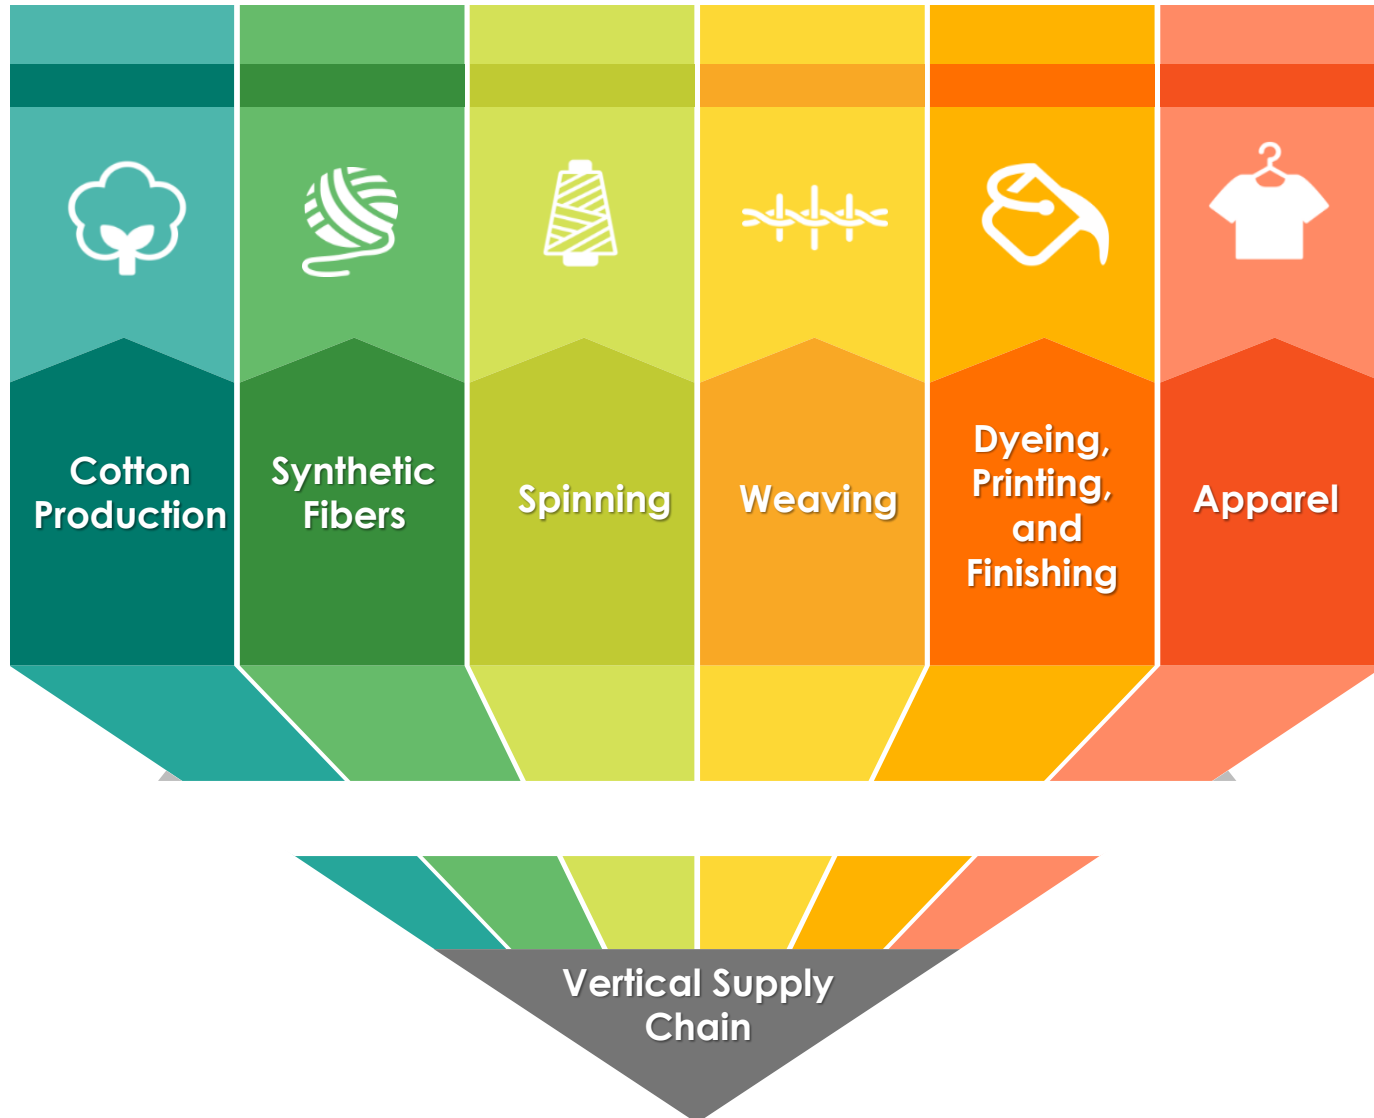 Cotton
Production
Synthetic
Fibers
Spinning
Weaving
Dyeing,
Printing,
and
Finishing
Apparel
Vertical Supply
Chain